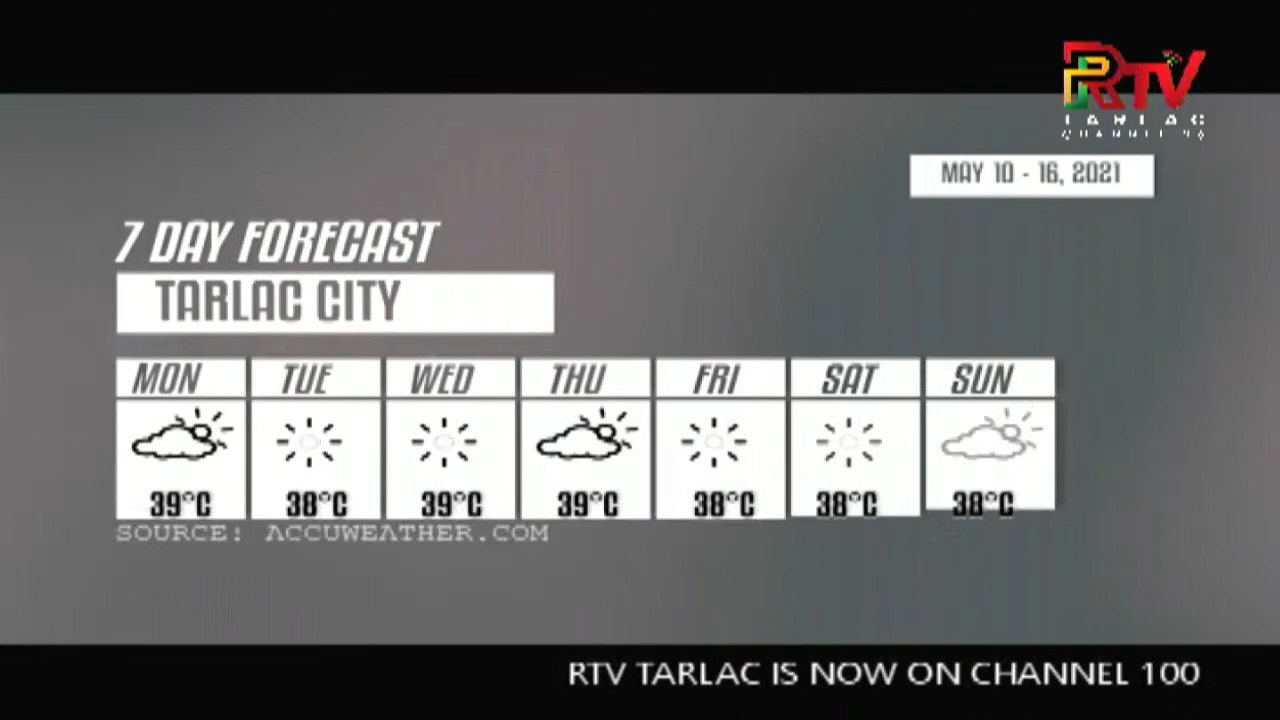 RTV
TARLAC
MAY 10 - 16, 2021
7 DAY FORECAST
TARLAC CITY
MON TUE WED THU FRI SAT SUN
39°C 38°C 39°C 39°C 38°C 38°C 38°C
SOURCE: ACCUWEATHER.COM
RTV TARLAC IS NOW ON CHANNEL 100